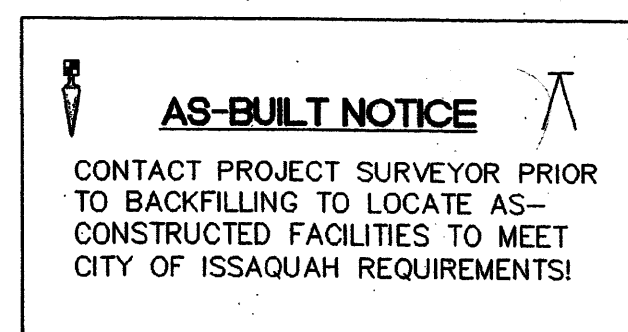 AS-BUILT NOTICE
CONTACT PROJECT SURVEYOR PRIOR
TO BACKFILLING TO LOCATE AS-
CONSTRUCTED FACILITIES TO MEET
CITY OF ISSAQUAH REQUIREMENTS!